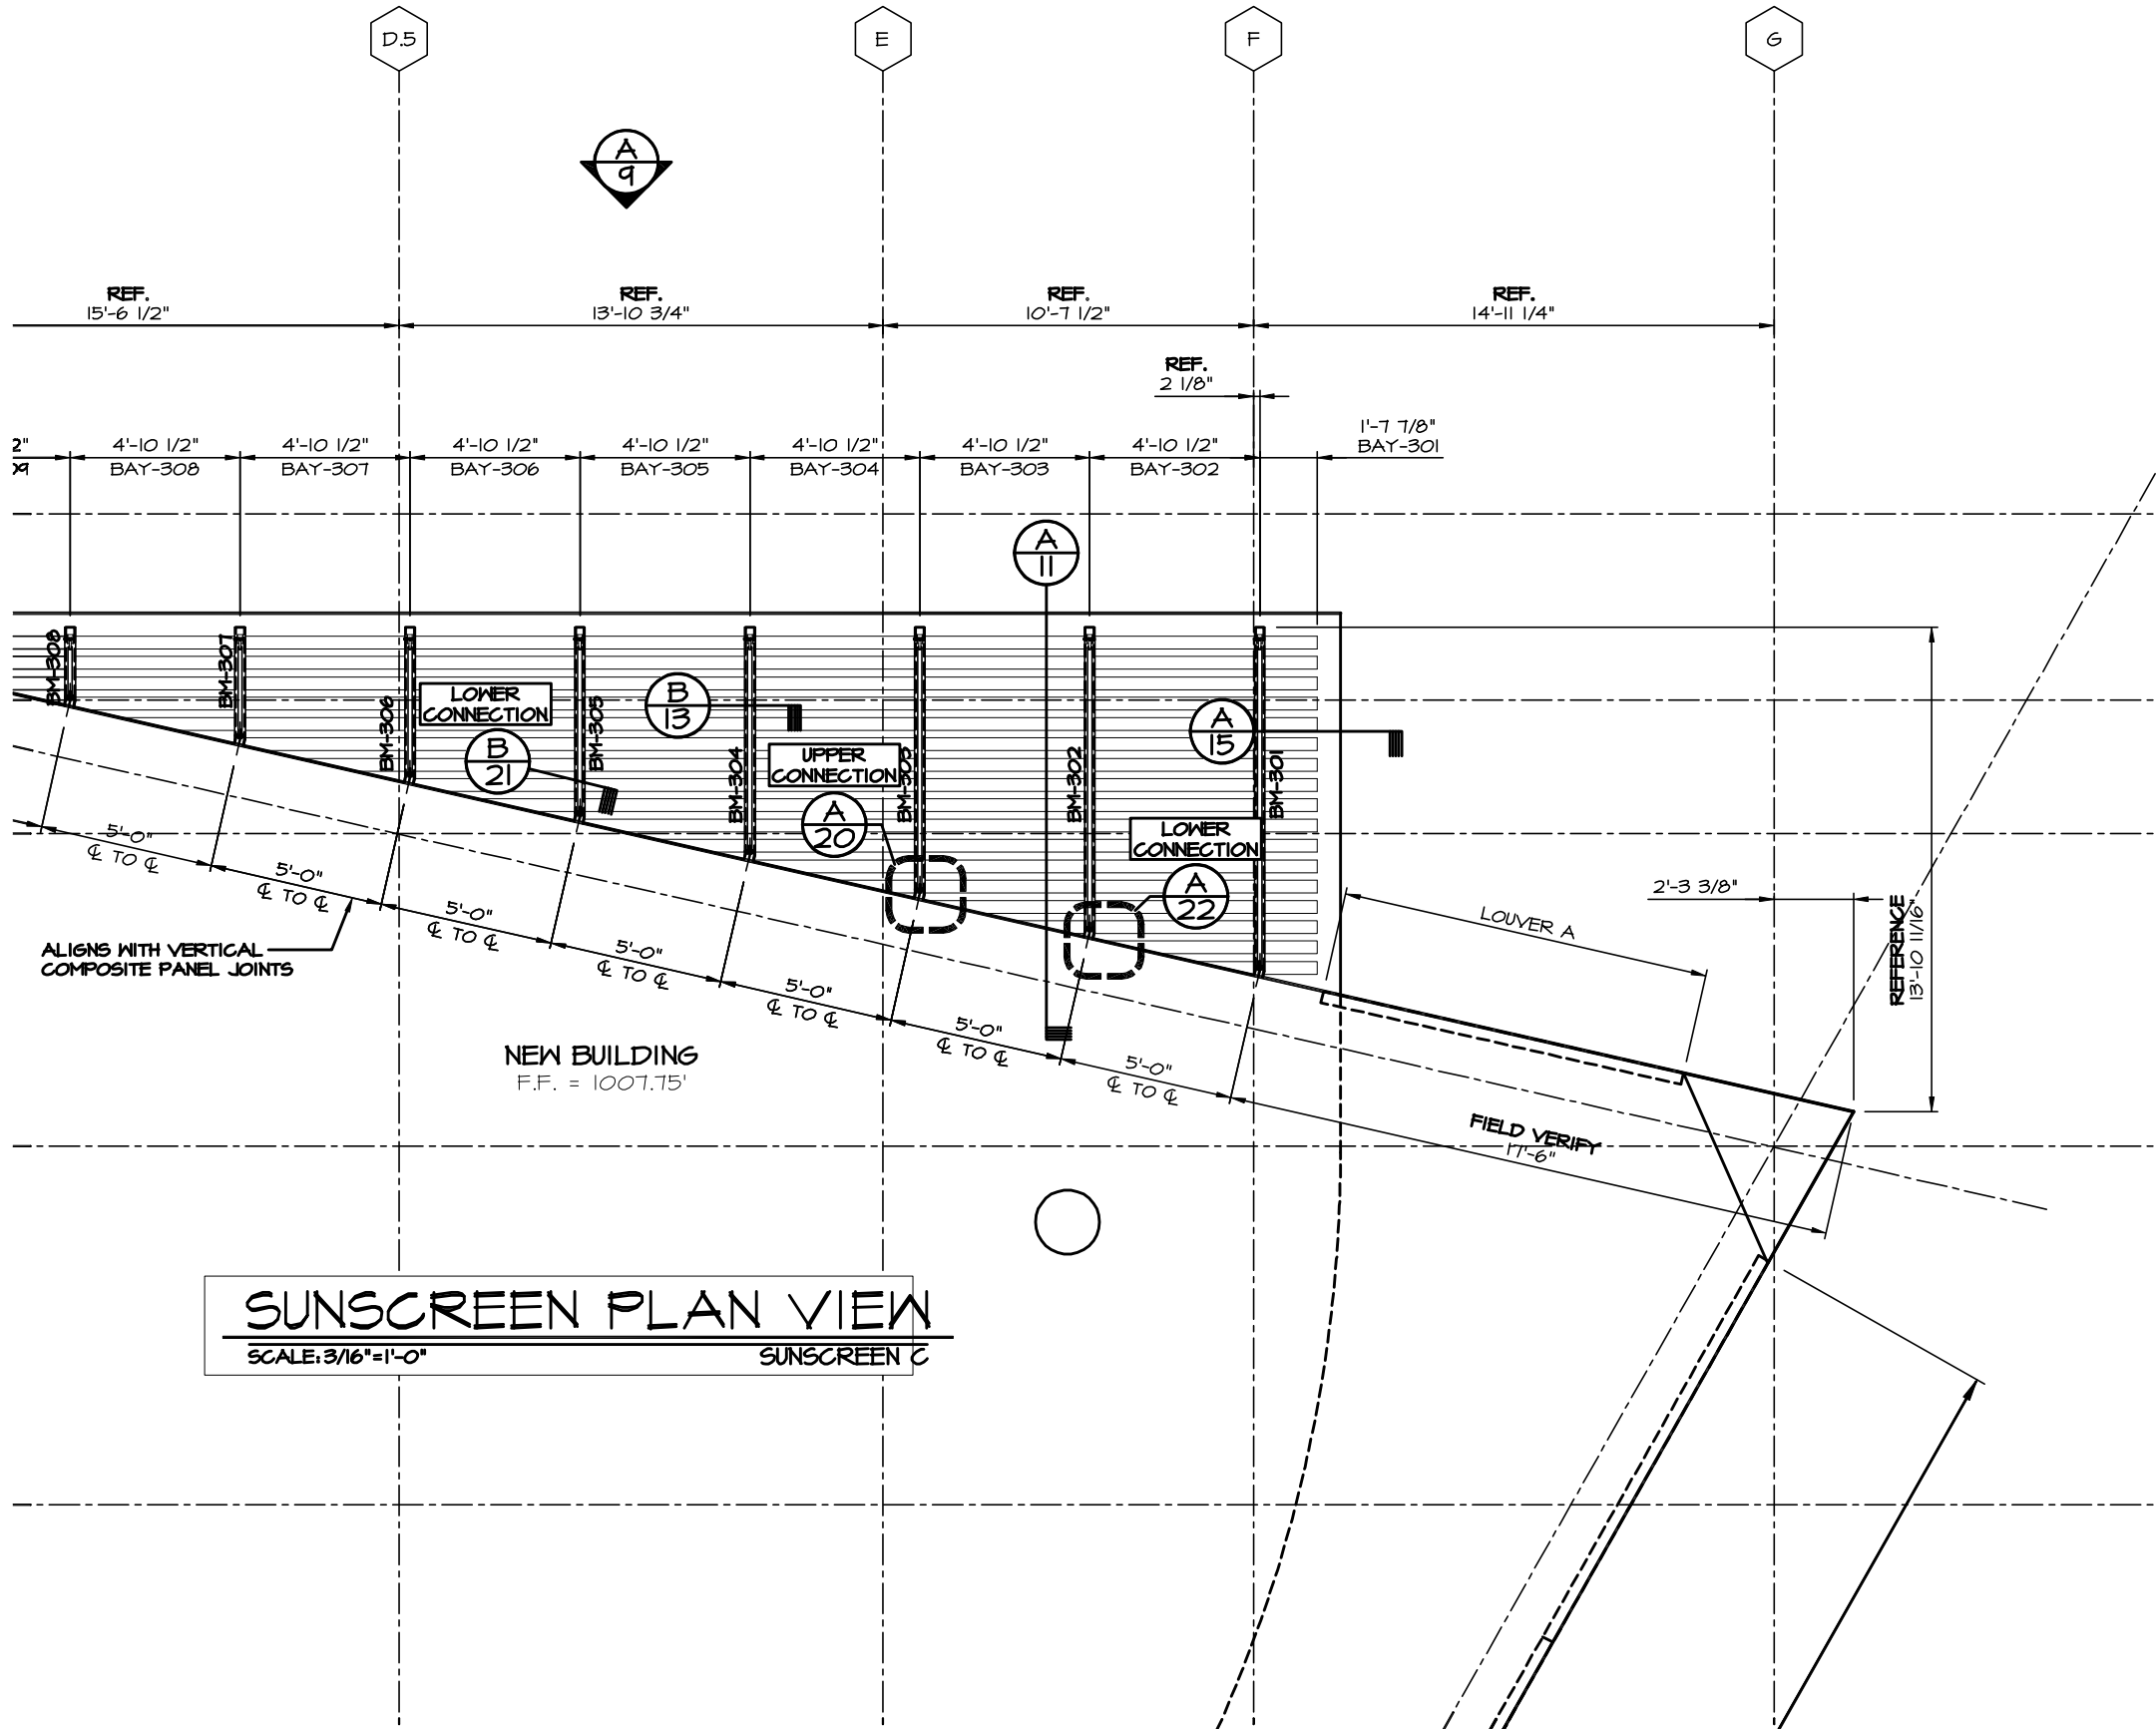 D.5
E
F
G
A
9
REF.
15'-6 1/2"
REF.
13'-10 3/4"
REF.
10'-7 1/2"
REF.
14'-11 1/4"
REF.
2 1/8"
1'-7 7/8"
BAY-301
2"
09
4'-10 1/2"
BAY-308
4'-10 1/2"
BAY-307
4'-10 1/2"
BAY-306
4'-10 1/2"
BAY-305
4'-10 1/2"
BAY-304
4'-10 1/2"
BAY-303
4'-10 1/2"
BAY-302
A
11
BM-308
BM-307
BM-306
BM-305
BM-304
BM-303
BM-302
BM-301
LOWER
CONNECTION
B
21
B
13
UPPER
CONNECTION
A
20
A
15
LOWER
CONNECTION
A
22
2'-3 3/8"
LOUVER A
REFERENCE
13'-10 11/16"
5'-0"
℄ TO ℄
5'-0"
℄ TO ℄
5'-0"
℄ TO ℄
5'-0"
℄ TO ℄
5'-0"
℄ TO ℄
5'-0"
℄ TO ℄
5'-0"
℄ TO ℄
ALIGNS WITH VERTICAL
COMPOSITE PANEL JOINTS
NEW BUILDING
F.F. = 1007.75'
FIELD VERIFY
17'-6"
SUNSCREEN PLAN VIEW
SCALE: 3/16"=1'-0"
SUNSCREEN C